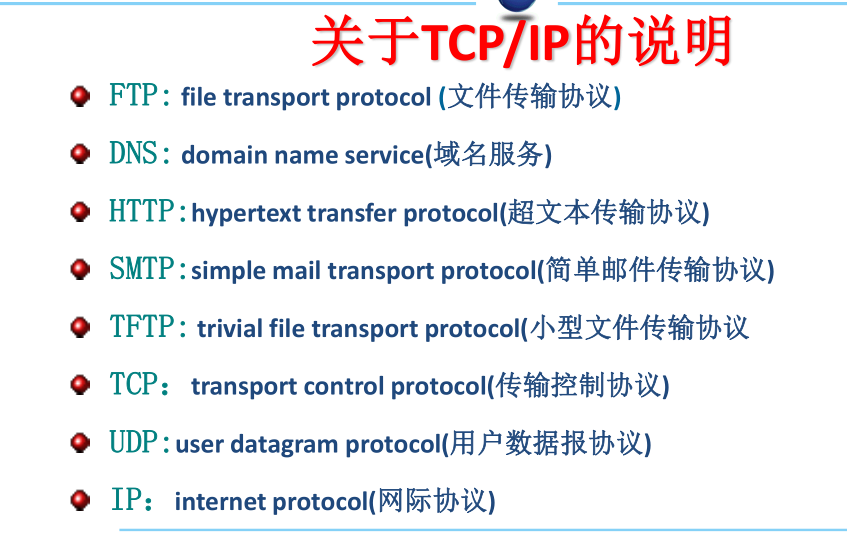 关于TCP/IP的说明
FTP: file transport protocol (文件传输协议)
DNS: domain name service(域名服务)
HTTP:hypertext transfer protocol(超文本传输协议)
SMTP:simple mail transport protocol(简单邮件传输协议)
TFTP: trivial file transport protocol(小型文件传输协议
TCP： transport control protocol(传输控制协议)
UDP:user datagram protocol(用户数据报协议)
IP： internet protocol(网际协议)